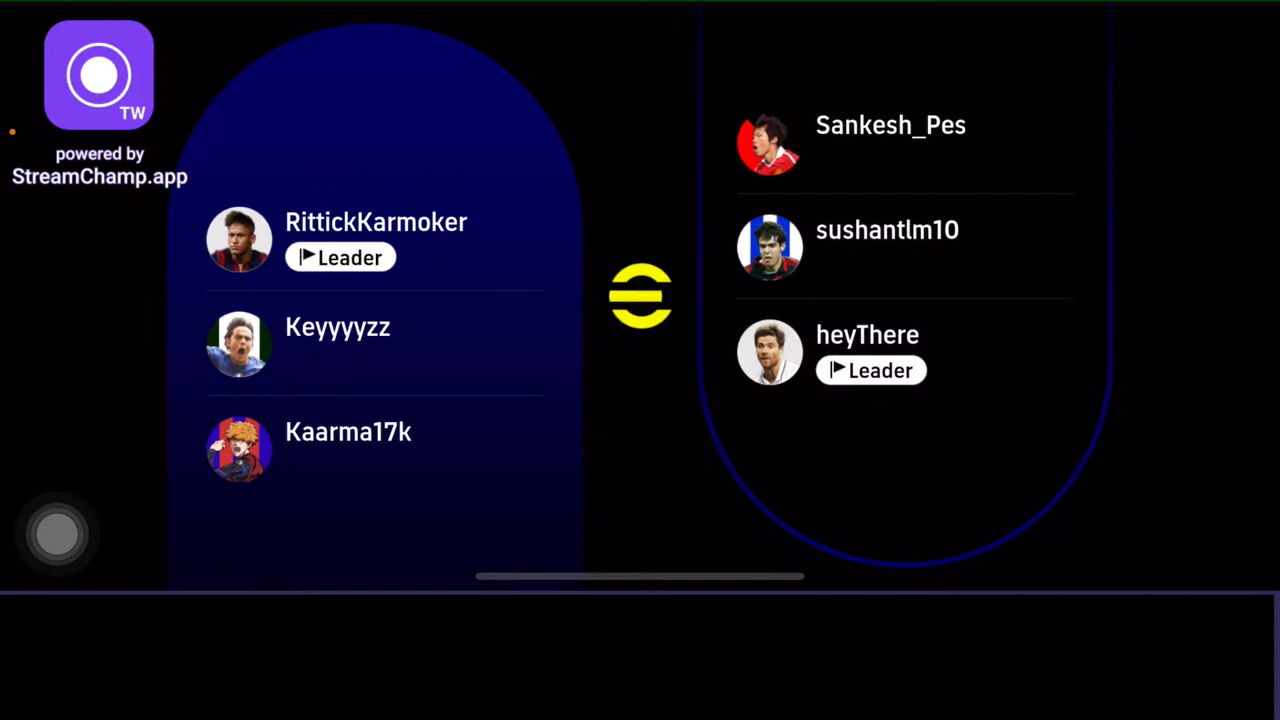 TW
powered by
StreamChamp.app
RittickKarmoker
Leader
Keyyyyzz
Kaarma17k
Sankesh_Pes
sushantlm10
heyThere
Leader